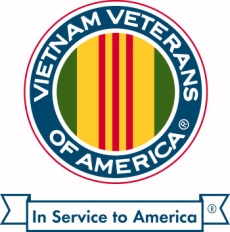 VIETNAM VETERANS
OF AMERICA®
In Service to America ®